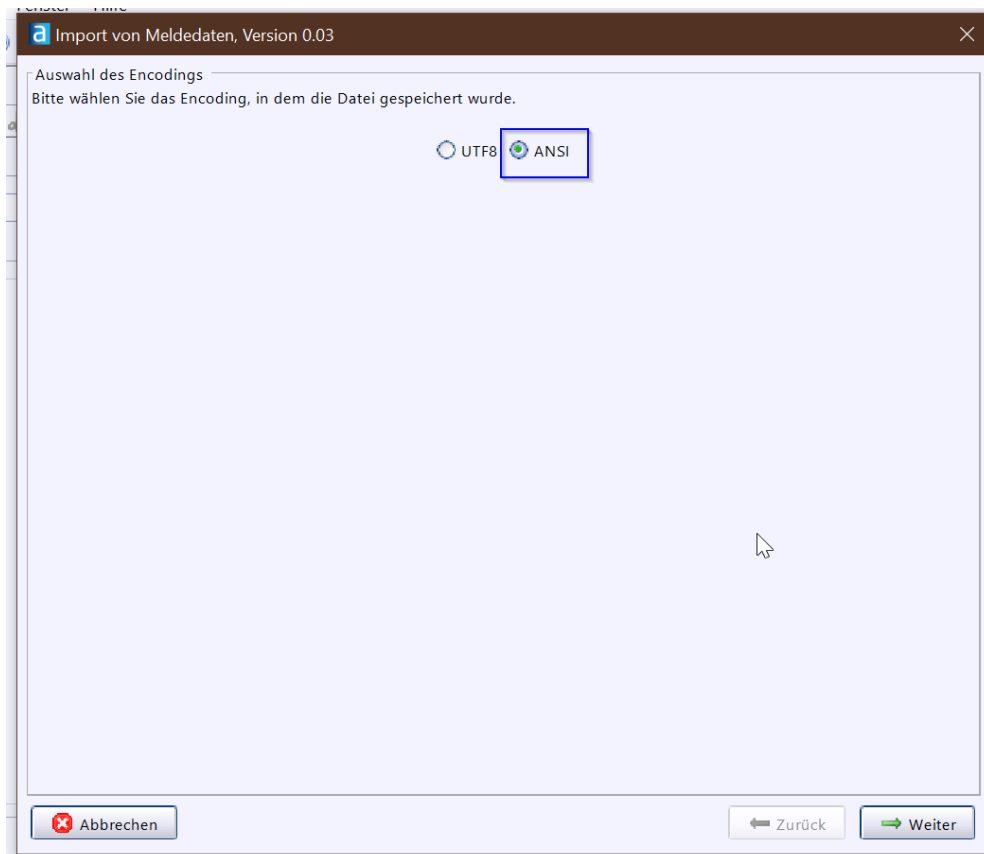 Import von Meldedaten, Version 0.03
Auswahl des Encodings
Bitte wählen Sie das Encoding, in dem die Datei gespeichert wurde.
UTF8 ANSI
Abbrechen Zurück Weiter